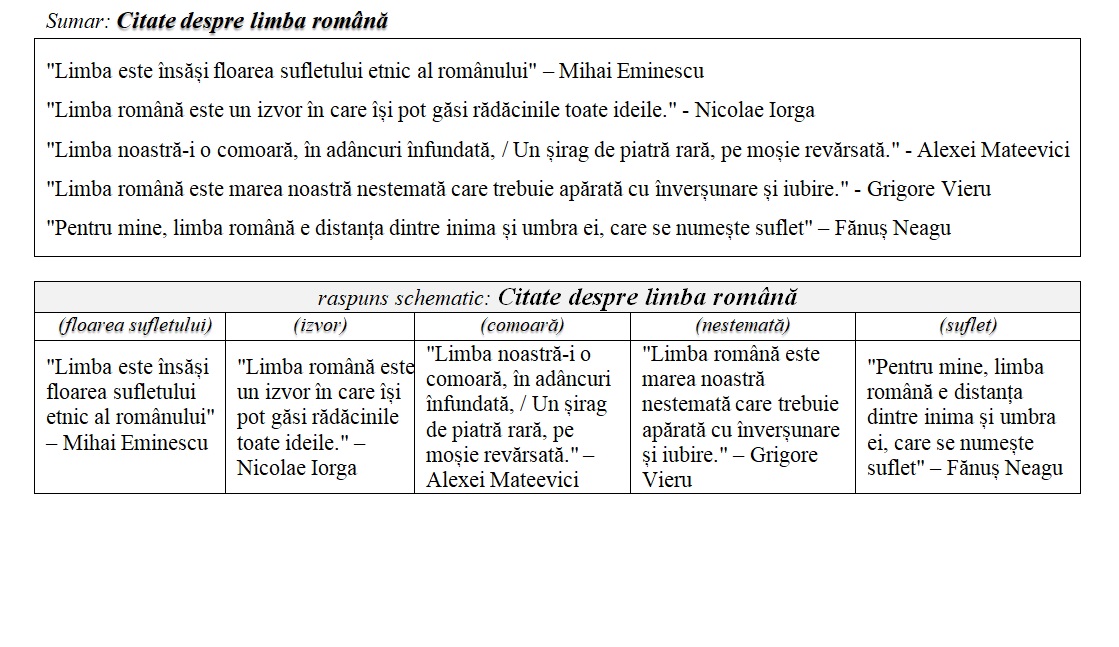 Sumar: Citate despre limba română
"Limba este însăși floarea sufletului etnic al românului" – Mihai Eminescu
"Limba română este un izvor în care își pot găsi rădăcinile toate ideile." - Nicolae Iorga
"Limba noastră-i o comoară, în adâncuri înfundată, / Un șirag de piatră rară, pe moșie revărsată." - Alexei Mateevici
"Limba română este marea noastră nestemată care trebuie apărată cu înverșunare și iubire." - Grigore Vieru
"Pentru mine, limba română e distanța dintre inima și umbra ei, care se numește suflet" – Fănuș Neagu
raspuns schematic: Citate despre limba română
(floarea sufletului)
"Limba este însăși
floarea sufletului
etnic al românului"
– Mihai Eminescu
(izvor)
"Limba română este
un izvor în care își
pot găsi rădăcinile
toate ideile." –
Nicolae Iorga
(comoară)
"Limba noastră-i o
comoară, în adâncuri
înfundată, / Un șirag
de piatră rară, pe
moșie revărsată." –
Alexei Mateevici
(nestemată)
"Limba română este
marea noastră
nestemată care trebuie
apărată cu înverșunare
și iubire." – Grigore
Vieru
(suflet)
"Pentru mine, limba
română e distanța
dintre inima și umbra
ei, care se numește
suflet" – Fănuș Neagu